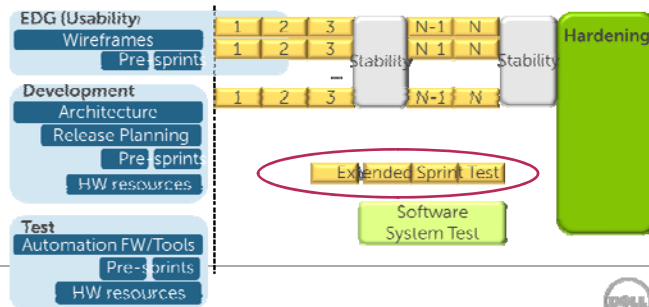 EDG (Usability)
Wireframes
Pre-sprints
Development
Architecture
Release Planning
Pre-sprints
HW resources
Test
Automation FW/Tools
Pre-sprints
HW resources
1 2 3 N-1 N
1 2 3 N 1 N
...
1 2 3 N-1 N
Stability
Stability
Hardening
Extended Sprint Test
Software
System Test
DELL